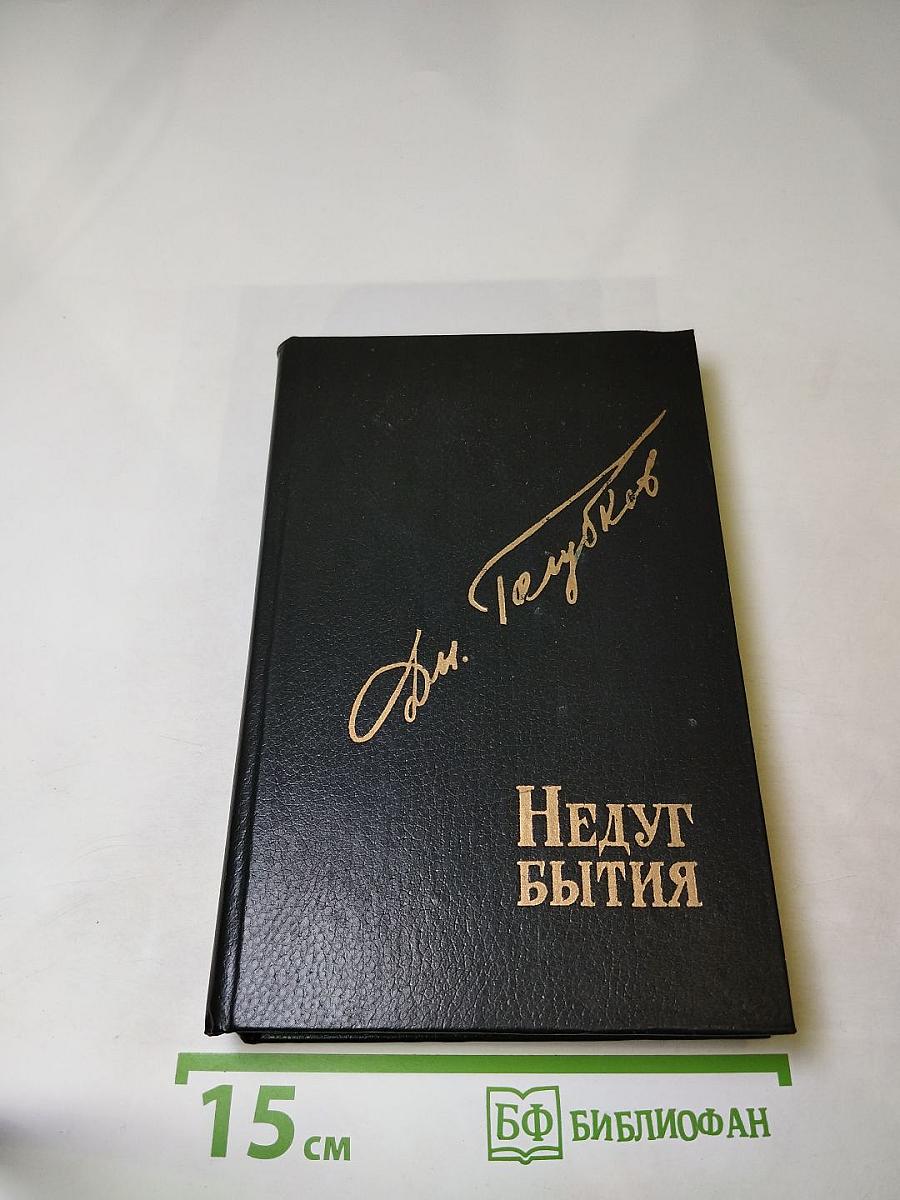 Дм. Голубков
Недуг
бытия
15 см
БФ БИБЛИОФАН